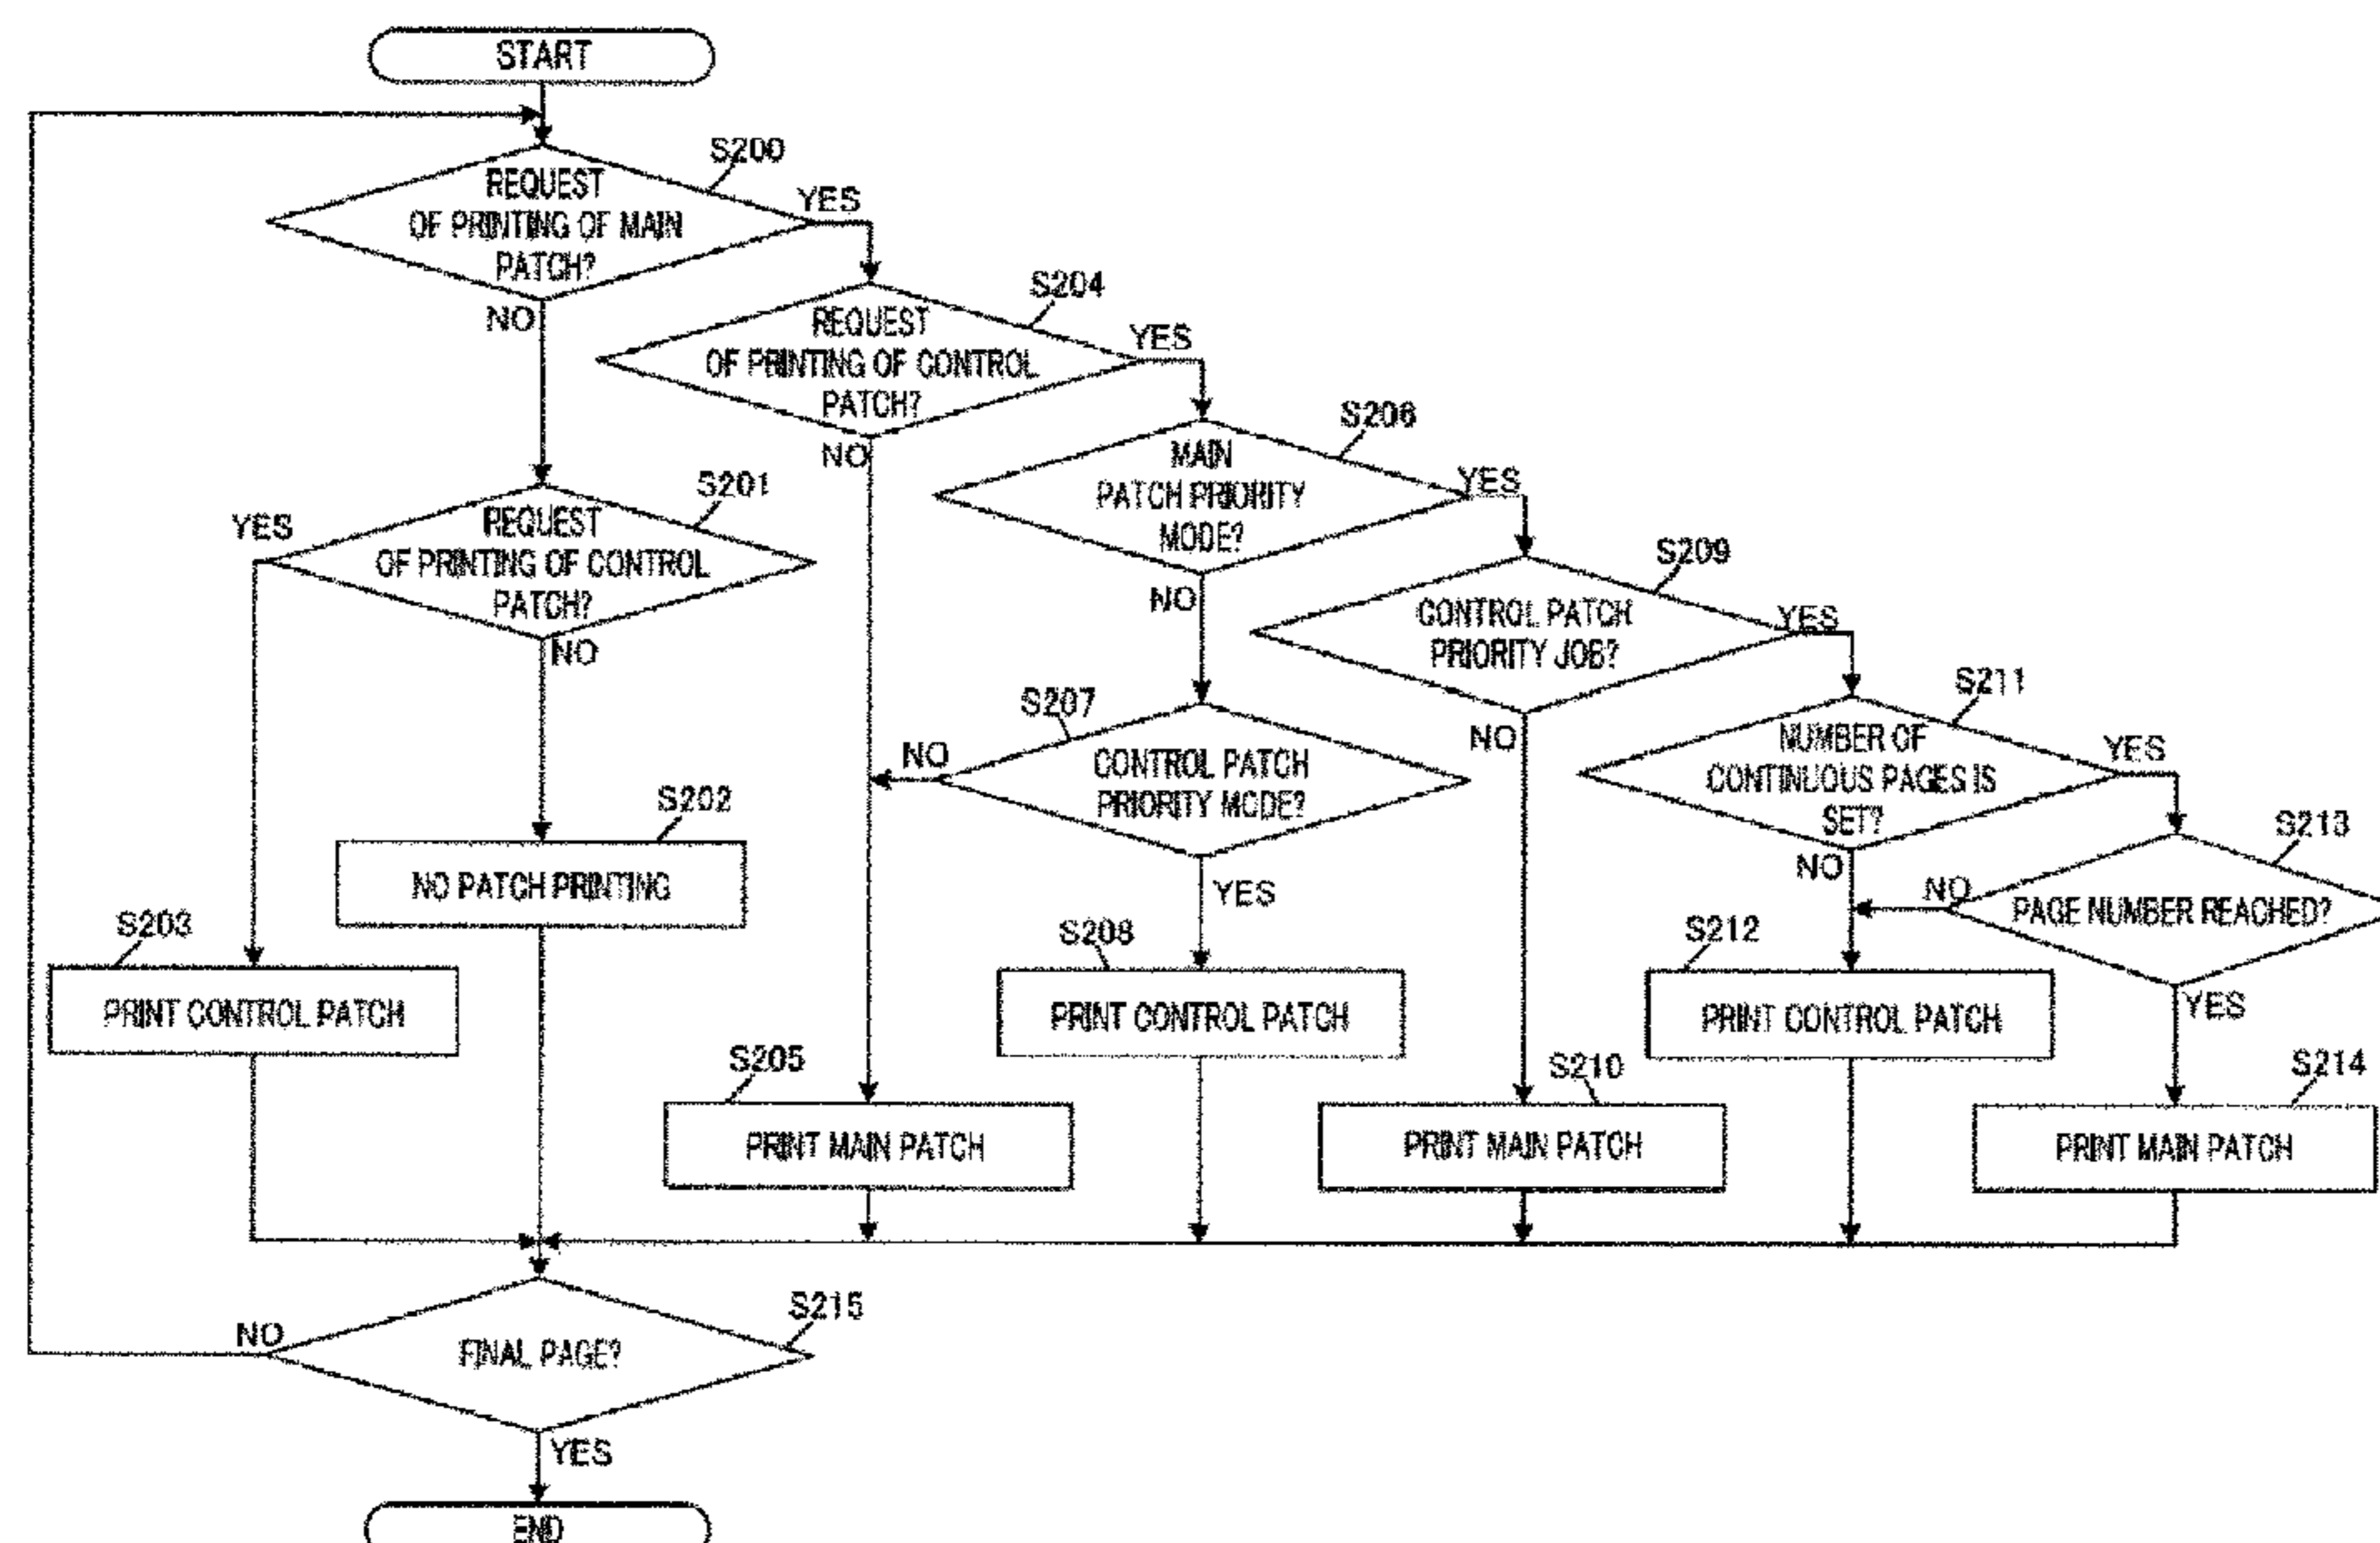 START
S200
REQUEST
OF PRINTING OF MAIN
PATCH?
YES
NO
S204
REQUEST
OF PRINTING OF CONTROL
PATCH?
YES
NO
S206
MAIN
PATCH PRIORITY
MODE?
YES
NO
S201
YES
REQUEST
OF PRINTING OF CONTROL
PATCH?
NO
S209
CONTROL PATCH
PRIORITY JOB?
YES
NO
S207
NO
CONTROL PATCH
PRIORITY MODE?
YES
S211
NUMBER OF
CONTINUOUS PAGES IS
SET?
YES
NO
S202
NO PATCH PRINTING
S213
NO
PAGE NUMBER REACHED?
YES
S203
PRINT CONTROL PATCH
S208
PRINT CONTROL PATCH
S212
PRINT CONTROL PATCH
S205
PRINT MAIN PATCH
S210
PRINT MAIN PATCH
S214
PRINT MAIN PATCH
S215
NO
FINAL PAGE?
YES
END